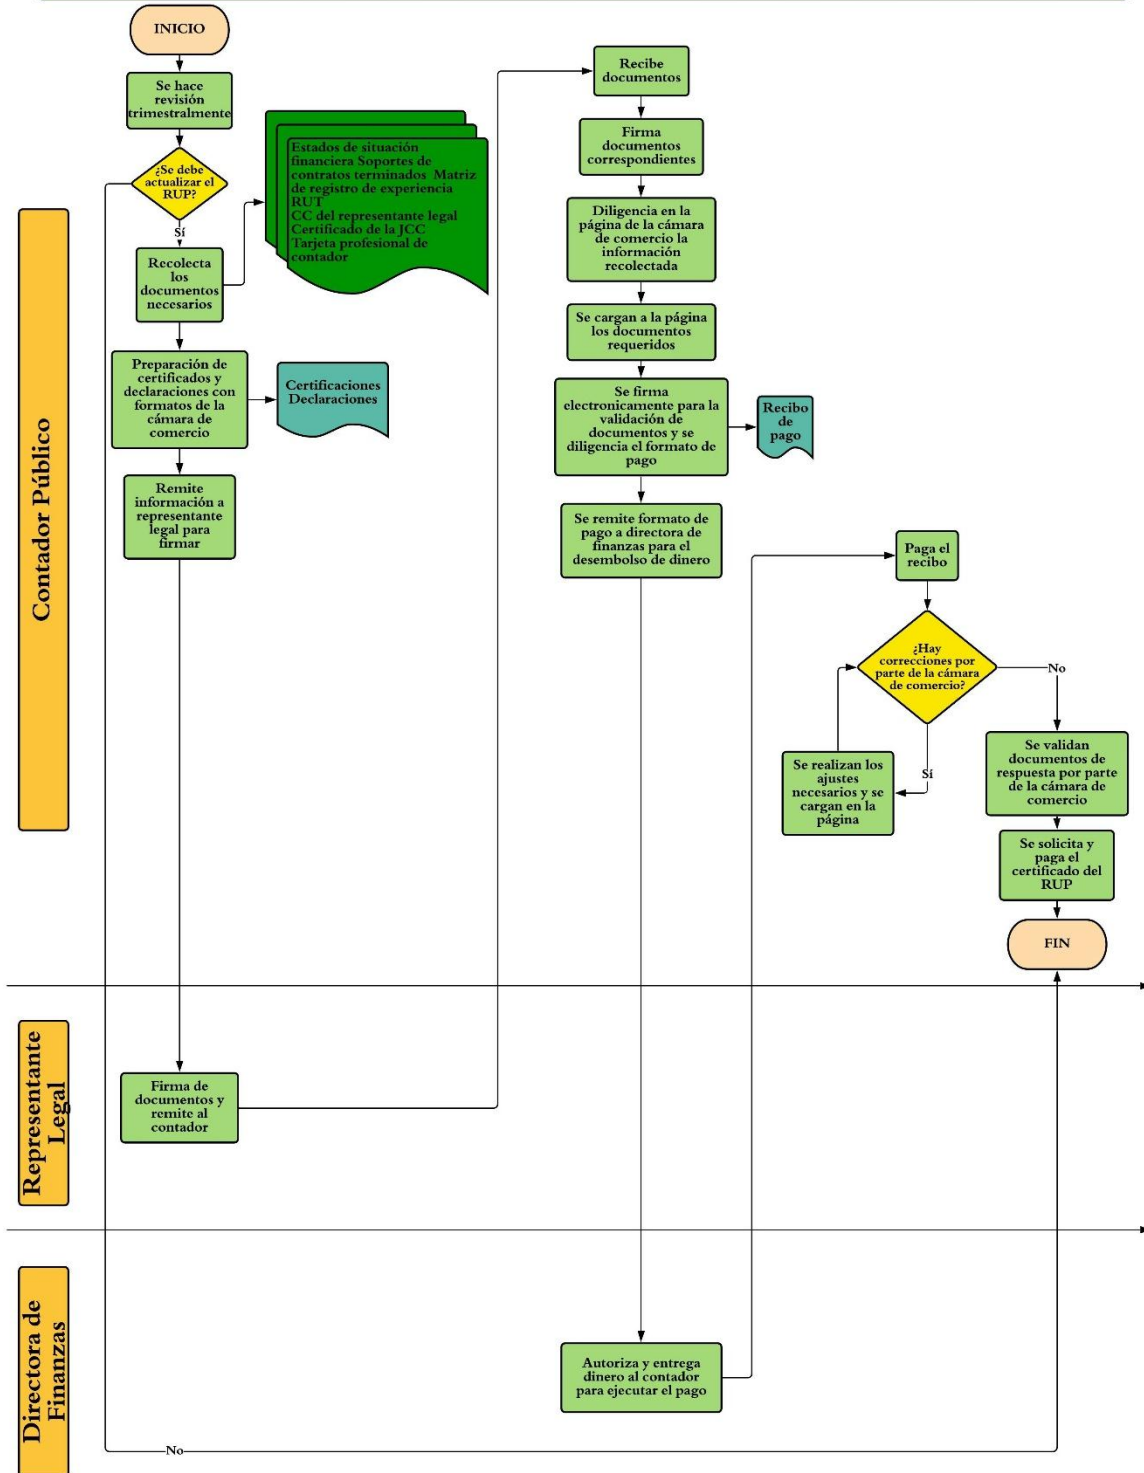 INICIO
Se hace
revisión
trimestralmente
¿Se debe
actualizar el
RUP?
Sí
Recolecta
los
documentos
necesarios
Estados de situación
financiera Soportes de
contratos terminados Matriz
de registro de experiencia
RUT
CC del representante legal
Certificado de la JCC
Tarjeta profesional de
contador
Preparación de
certificados y
declaraciones con
formatos de la
cámara de
comercio
Certificaciones
Declaraciones
Remite
información a
representante
legal para
firmar
Contador Público
Recibe
documentos
Firma
documentos
correspondientes
Diligencia en la
página de la cámara
de comercio la
información
recolectada
Se cargan a la página
los documentos
requeridos
Se firma
electronicamente para la
validación de
documentos y se
diligencia el formato de
pago
Recibo
de
pago
Se remite formato de
pago a directora de
finanzas para el
desembolso de dinero
Paga el
recibo
¿Hay
correcciones por
parte de la cámara
de comercio?
No
Sí
Se realizan los
ajustes
necesarios y se
cargan en la
página
Se validan
documentos de
respuesta por parte
de la cámara de
comercio
Se solicita y
paga el
certificado del
RUP
FIN
Representante
Legal
Firma de
documentos y
remite al
contador
Directora de
Finanzas
Autoriza y entrega
dinero al contador
para ejecutar el pago
No